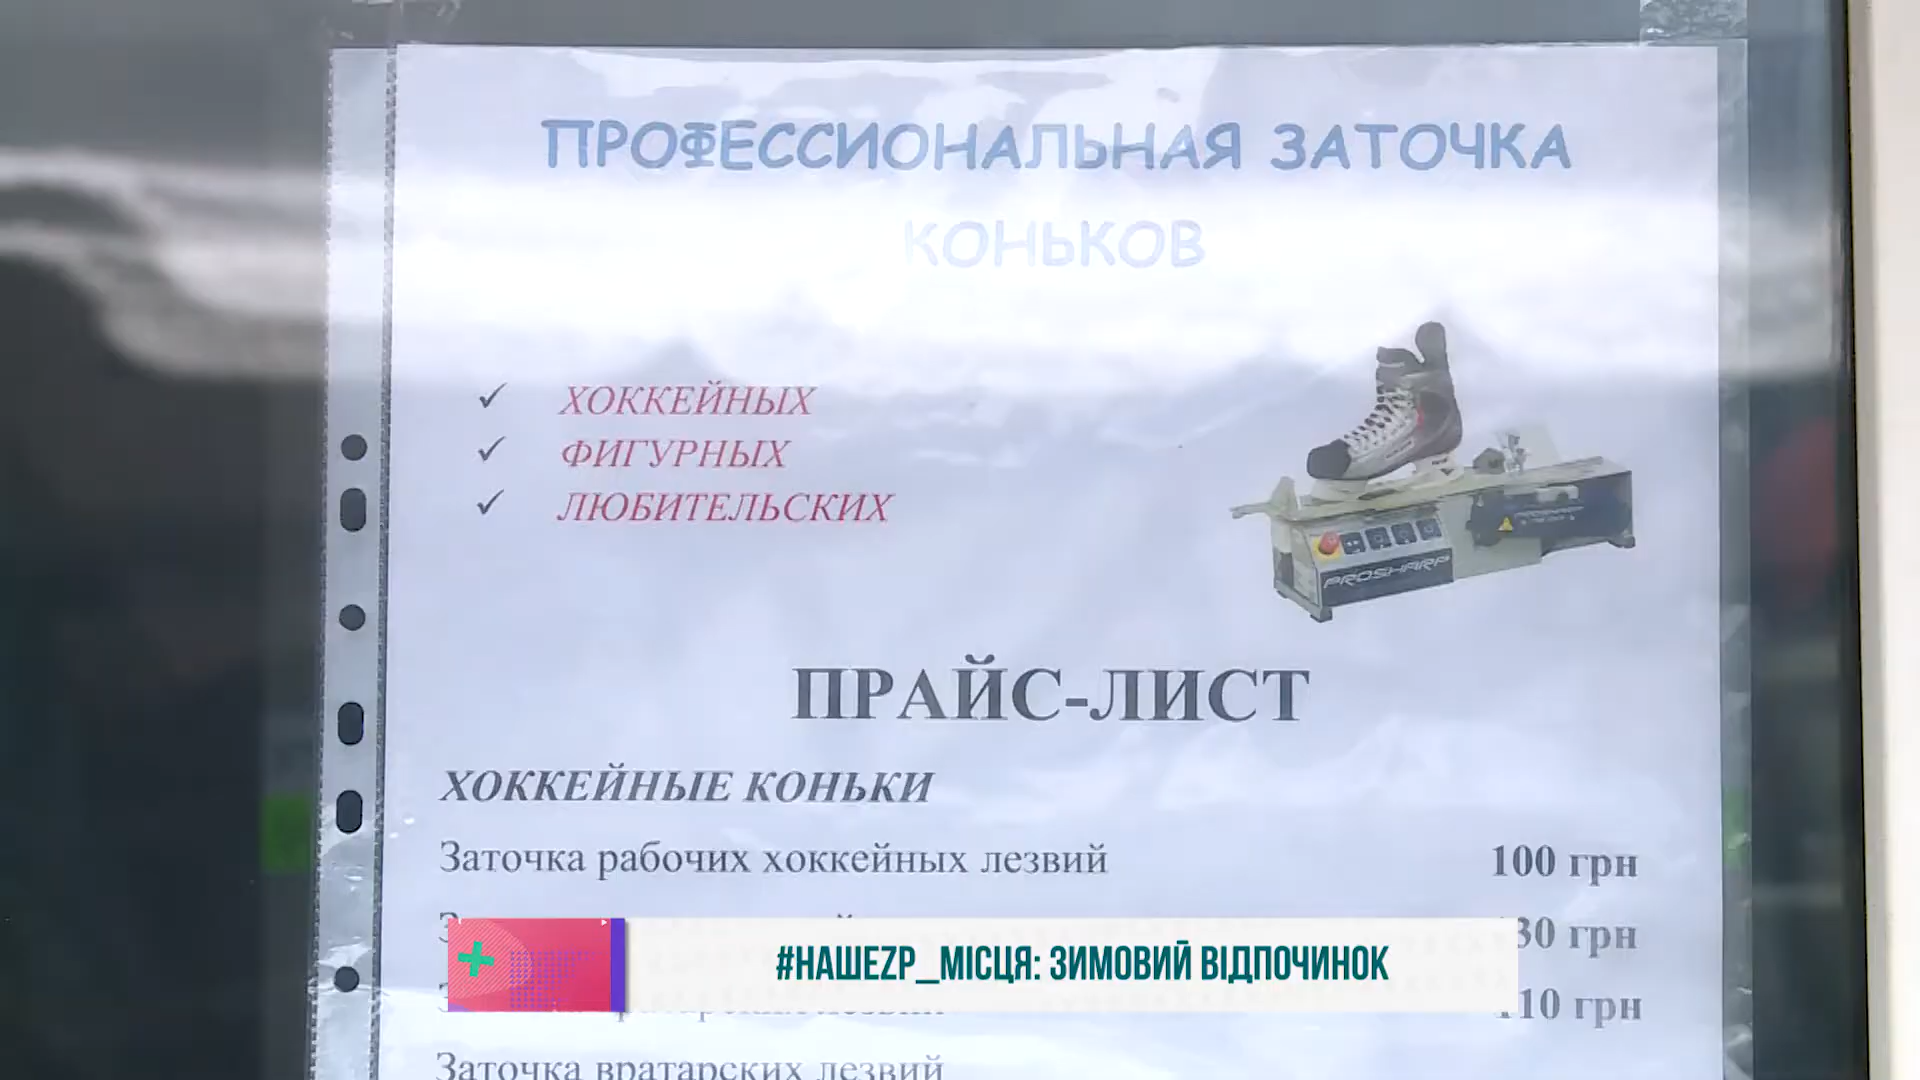 ПРОФЕССИОНАЛЬНАЯ ЗАТОЧКА
КОНЬКОВ
ХОККЕЙНЫХ
ФИГУРНЫХ
ЛЮБИТЕЛЬСКИХ
PROSHARP
ПРАЙС-ЛИСТ
ХОККЕЙНЫЕ КОНЬКИ
Заточка рабочих хоккейных лезвий 100 грн
грн
#НАШЕZP_МІСЦЯ: ЗИМОВИЙ ВІДПОЧИНОК
грн
Заточка вратарских лезвий